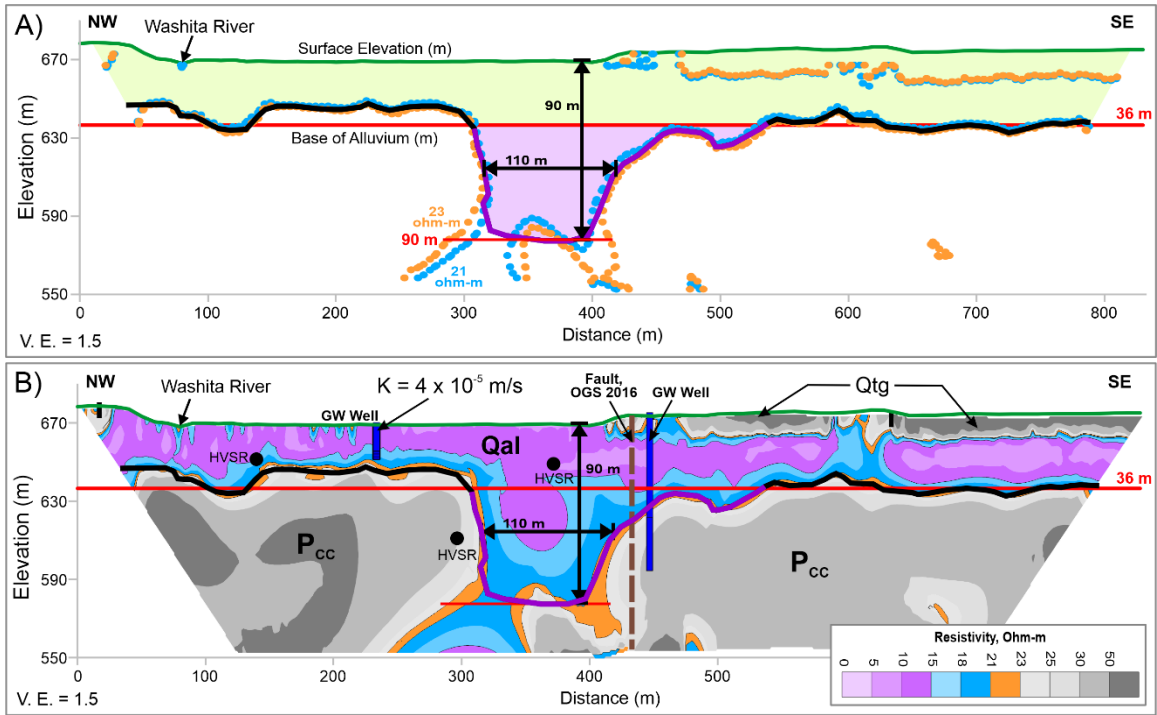 A)
NW
Washita River
SE
Surface Elevation (m)
670
630
590
550
Elevation (m)
90 m
36 m
Base of Alluvium (m)
110 m
23
ohm-m
90 m
21
ohm-m
0
100
200
300
400
500
600
700
800
Distance (m)
V. E. = 1.5
B)
NW
Washita River
K = 4 x 10-5 m/s
Fault,
OGS 2016
GW Well
GW Well
Qtg
SE
670
630
590
550
Elevation (m)
Qal
HVSR
HVSR
90 m
36 m
110 m
PCC
HVSR
PCC
Resistivity, Ohm-m
0
5
10
15
18
21
23
25
30
50
0
100
200
300
400
500
Distance (m)
V. E. = 1.5